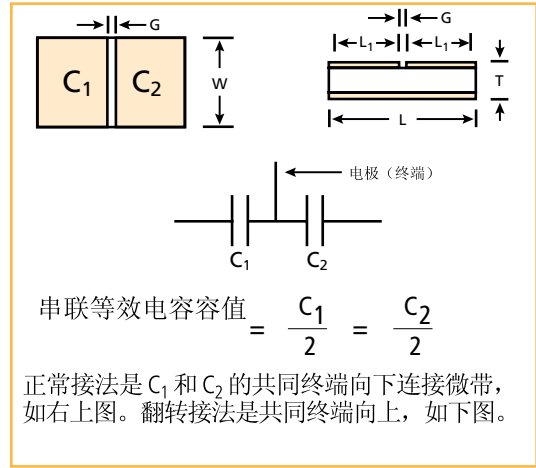 G
C1 C2
W
G
L1 L1
T
L
电极（终端）
C1 C2
串联等效电容容值 = C1/2 = C2/2
正常接法是 C1 和 C2 的共同终端向下连接微带，
如右上图。翻转接法是共同终端向上，如下图。